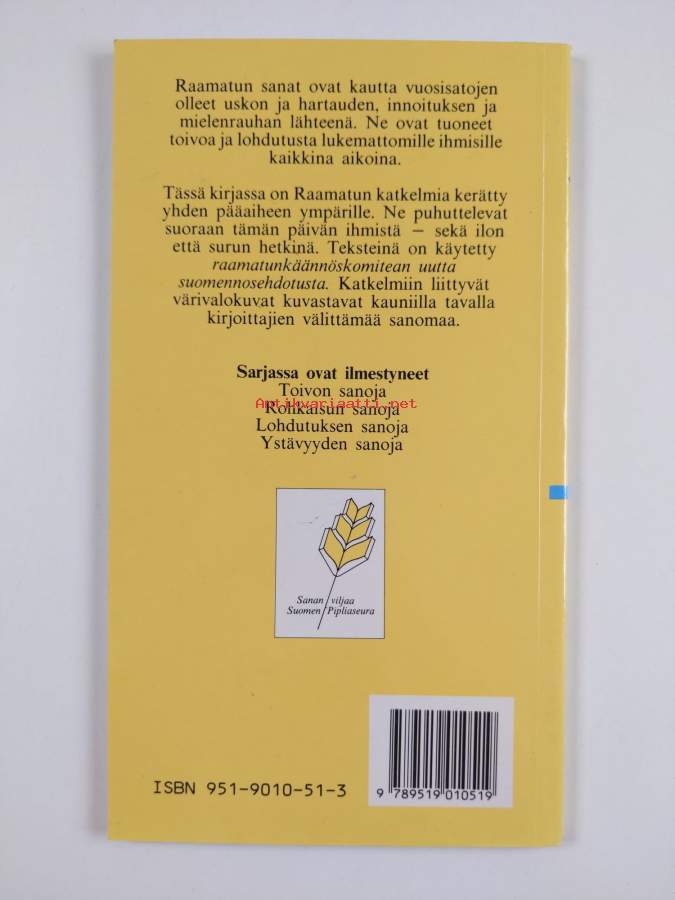 Raamatun sanat ovat kautta vuosisatojen
olleet uskon ja hartauden, innoituksen ja
mielenrauhan lähteenä. Ne ovat tuoneet
toivoa ja lohdutusta lukemattomille ihmisille
kaikkina aikoina.
Tässä kirjassa on Raamatun katkelmia kerätty
yhden pääaiheen ympärille. Ne puhuttelevat
suoraan tämän päivän ihmistä – sekä ilon
että surun hetkinä. Teksteinä on käytetty
raamatunkäännöskomitean uutta
suomennosehdotusta. Katkelmiin liittyvät
värivalokuvat kuvastavat kauniilla tavalla
kirjoittajien välittämää sanomaa.
Sarjassa ovat ilmestyneet
Toivon sanoja
Antikvariaatti.net
Rohkaisun sanoja
Lohdutuksen sanoja
Ystävyyden sanoja
Sanan viljaa
Suomen Pipliaseura
ISBN 951-9010-51-3
9 789519 010519